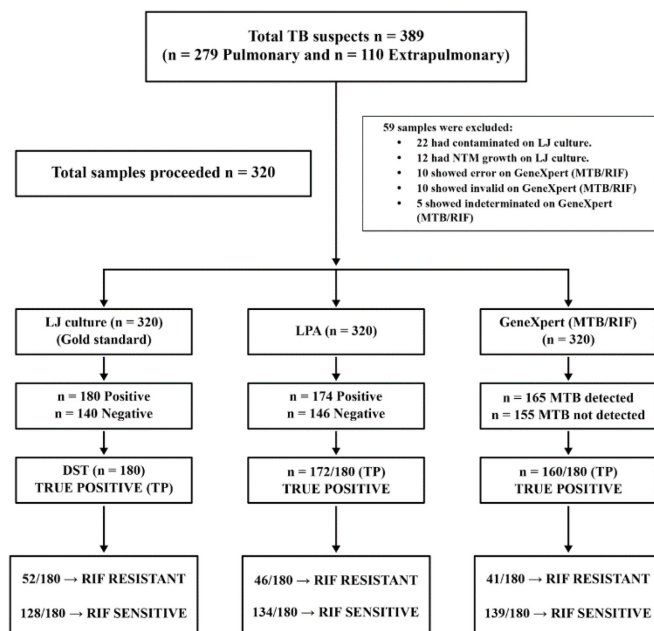 Total TB suspects n = 389
(n = 279 Pulmonary and n = 110 Extrapulmonary)
59 samples were excluded:
• 22 had contaminated on LJ culture.
• 12 had NTM growth on LJ culture.
• 10 showed error on GeneXpert (MTB/RIF)
• 10 showed invalid on GeneXpert (MTB/RIF)
• 5 showed indeterminated on GeneXpert
(MTB/RIF)
Total samples proceeded n = 320
LJ culture (n = 320)
(Gold standard)
LPA (n = 320)
GeneXpert (MTB/RIF)
(n = 320)
n = 180 Positive
n = 140 Negative
n = 174 Positive
n = 146 Negative
n = 165 MTB detected
n = 155 MTB not detected
DST (n = 180)
TRUE POSITIVE (TP)
n = 172/180 (TP)
TRUE POSITIVE
n = 160/180 (TP)
TRUE POSITIVE
52/180 → RIF RESISTANT
128/180 → RIF SENSITIVE
46/180 → RIF RESISTANT
134/180 → RIF SENSITIVE
41/180 → RIF RESISTANT
139/180 → RIF SENSITIVE